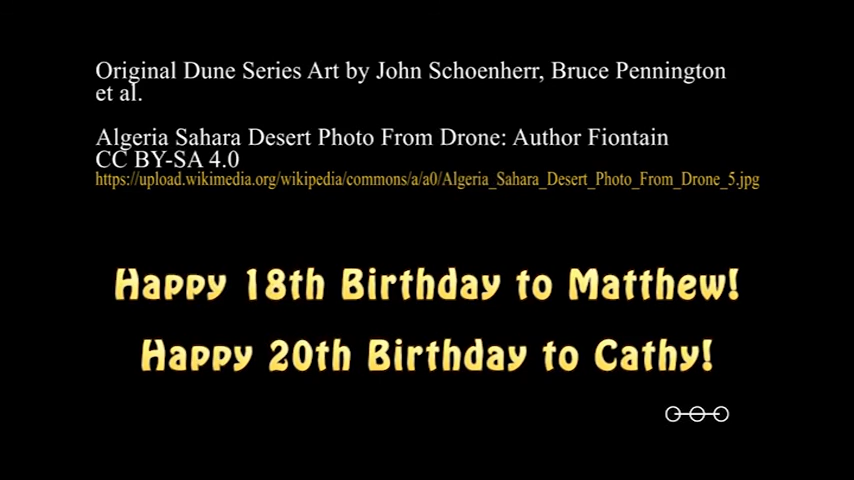 Original Dune Series Art by John Schoenherr, Bruce Pennington
et al.
Algeria Sahara Desert Photo From Drone: Author Fiontain
CC BY-SA 4.0
https://upload.wikimedia.org/wikipedia/commons/a/a0/Algeria_Sahara_Desert_Photo_From_Drone_5.jpg
Happy 18th Birthday to Matthew!
Happy 20th Birthday to Cathy!